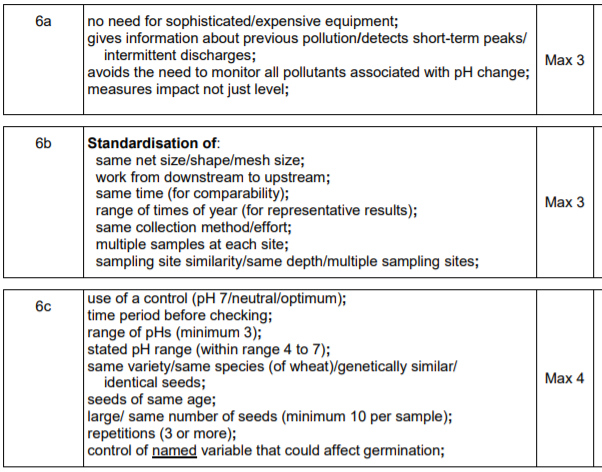 6a
no need for sophisticated/expensive equipment;
gives information about previous pollution/detects short-term peaks/
intermittent discharges;
avoids the need to monitor all pollutants associated with pH change;
measures impact not just level;
Max 3
6b
Standardisation of:
same net size/shape/mesh size;
work from downstream to upstream;
same time (for comparability);
range of times of year (for representative results);
same collection method/effort;
multiple samples at each site;
sampling site similarity/same depth/multiple sampling sites;
Max 3
6c
use of a control (pH 7/neutral/optimum);
time period before checking;
range of pHs (minimum 3);
stated pH range (within range 4 to 7);
same variety/same species (of wheat)/genetically similar/
identical seeds;
seeds of same age;
large/ same number of seeds (minimum 10 per sample);
repetitions (3 or more);
control of named variable that could affect germination;
Max 4